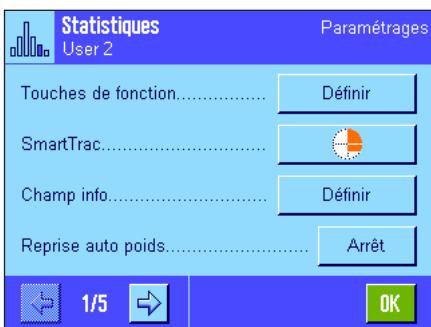 Statistiques
Paramétrages
User 2
Touches de fonction................. Définir
SmartTrac...............................
Champ info.............................. Définir
Reprise auto poids......................... Arrêt
1/5
OK